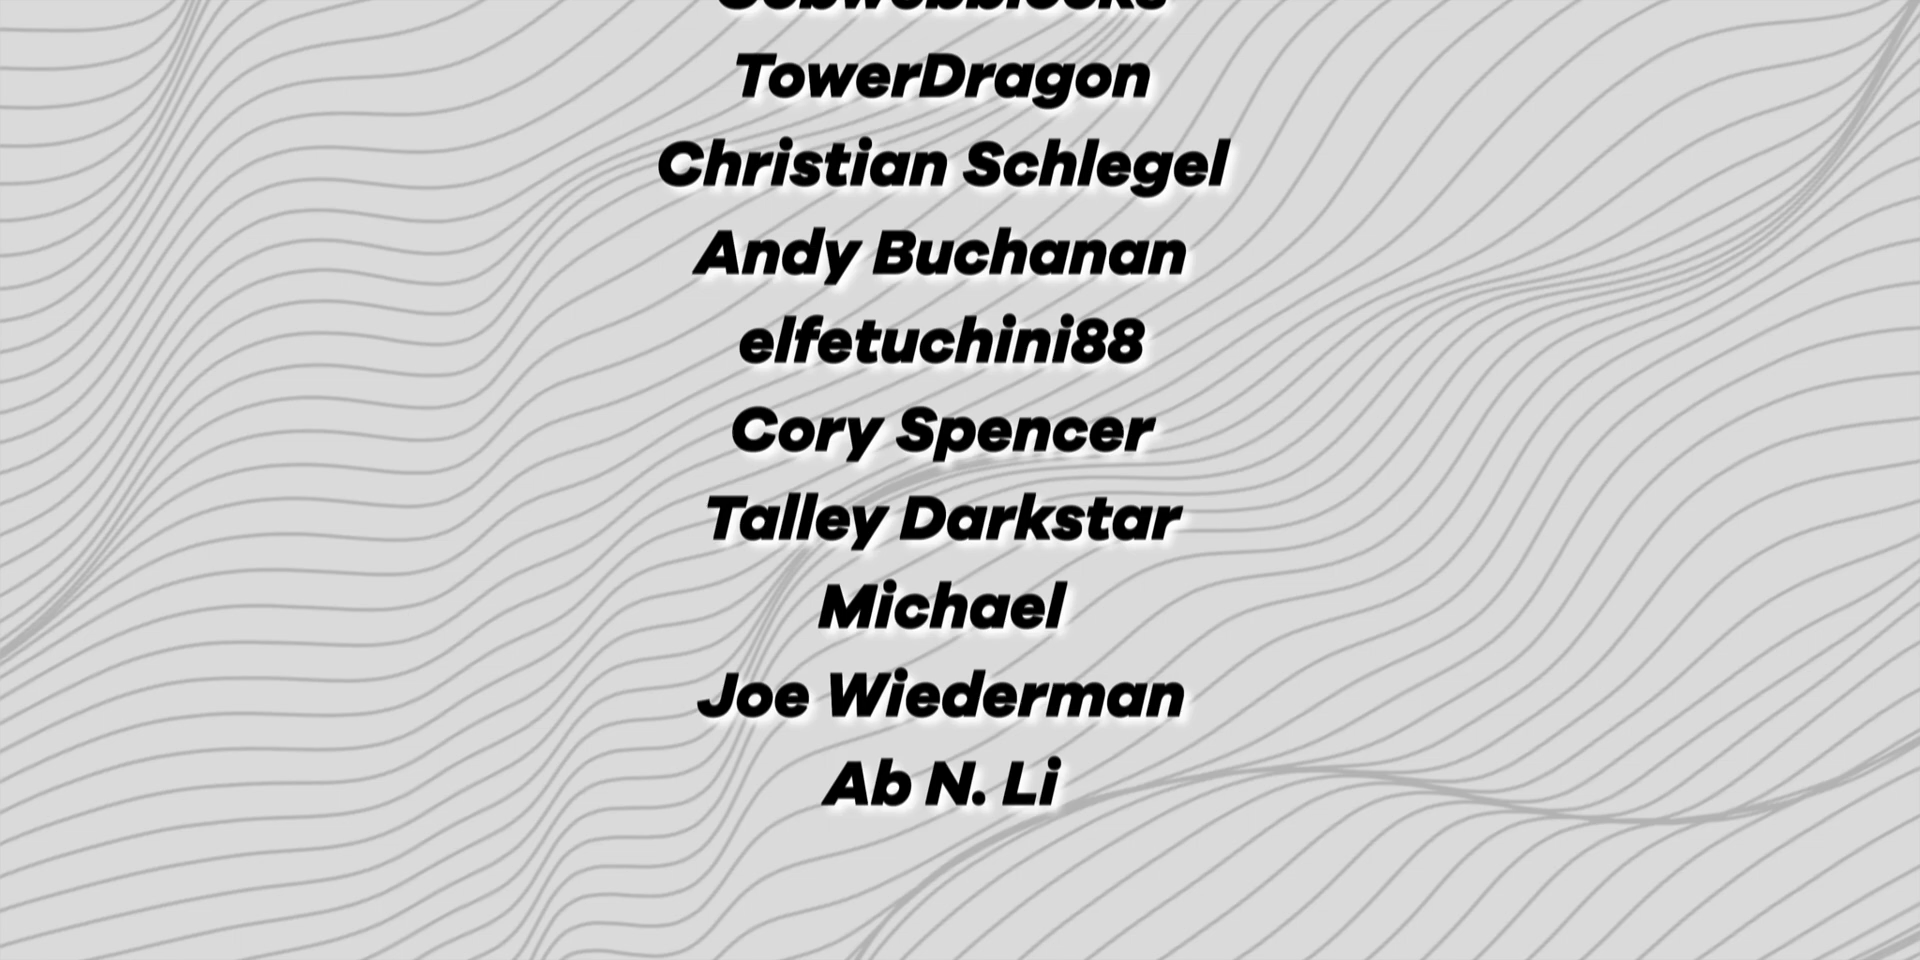 TowerDragon
Christian Schlegel
Andy Buchanan
elfetuchini88
Cory Spencer
Talley Darkstar
Michael
Joe Wiederman
Ab N. Li